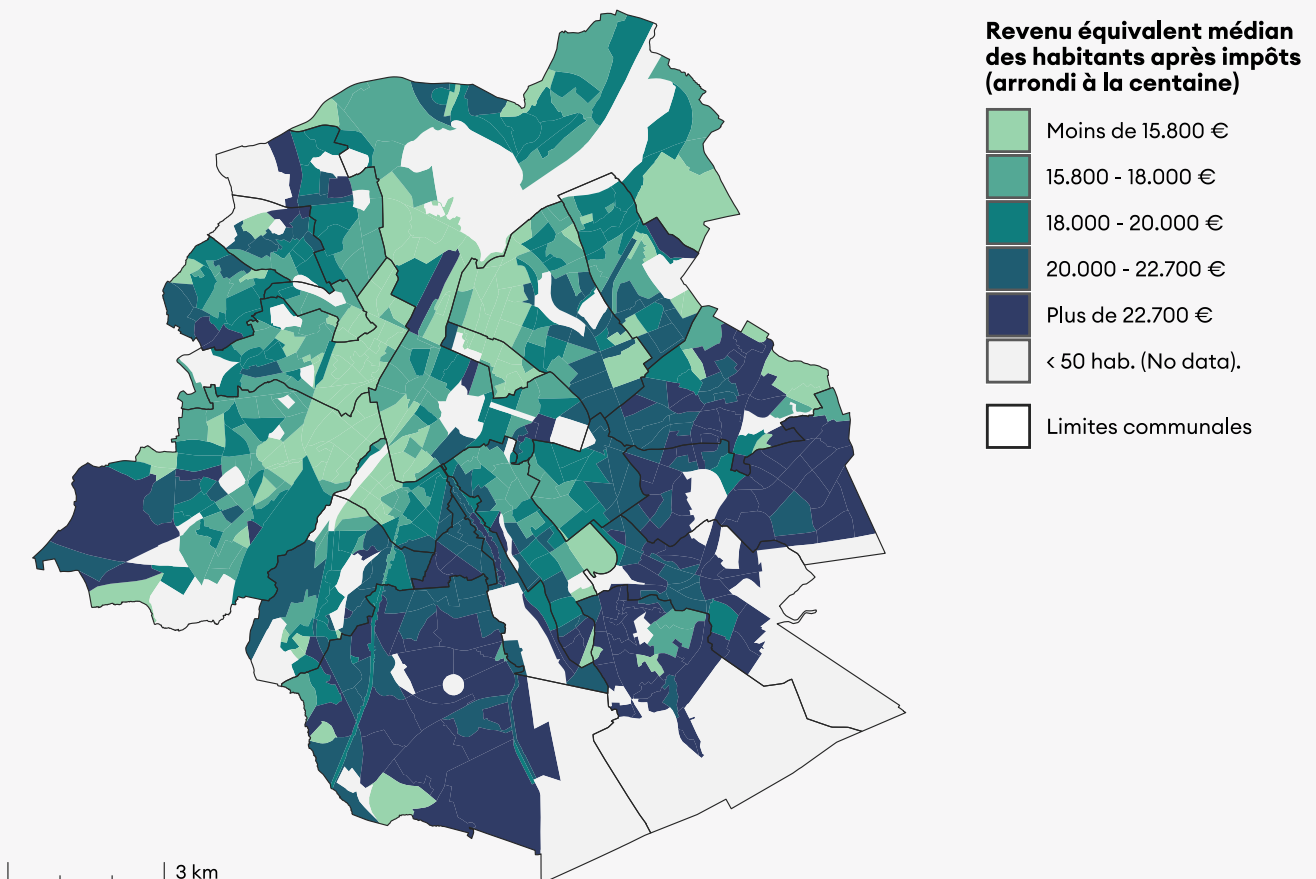 Revenu équivalent médian
des habitants après impôts
(arrondi à la centaine)
Moins de 15.800 €
15.800 - 18.000 €
18.000 - 20.000 €
20.000 - 22.700 €
Plus de 22.700 €
< 50 hab. (No data).
Limites communales
3 km